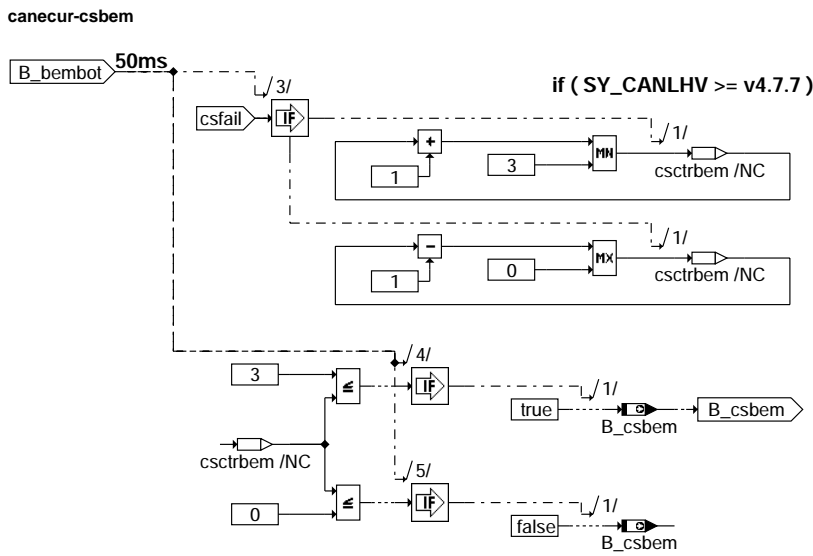 canecur-csbem
B_bembot
50ms
3/
if ( SY_CANLHV >= v4.7.7 )
csfail
IF
1/
+
1
3
MN
csctrbem /NC
1/
−
1
0
MX
csctrbem /NC
4/
3
≤
IF
1/
true
B_csbem
B_csbem
csctrbem /NC
5/
0
≤
IF
1/
false
B_csbem